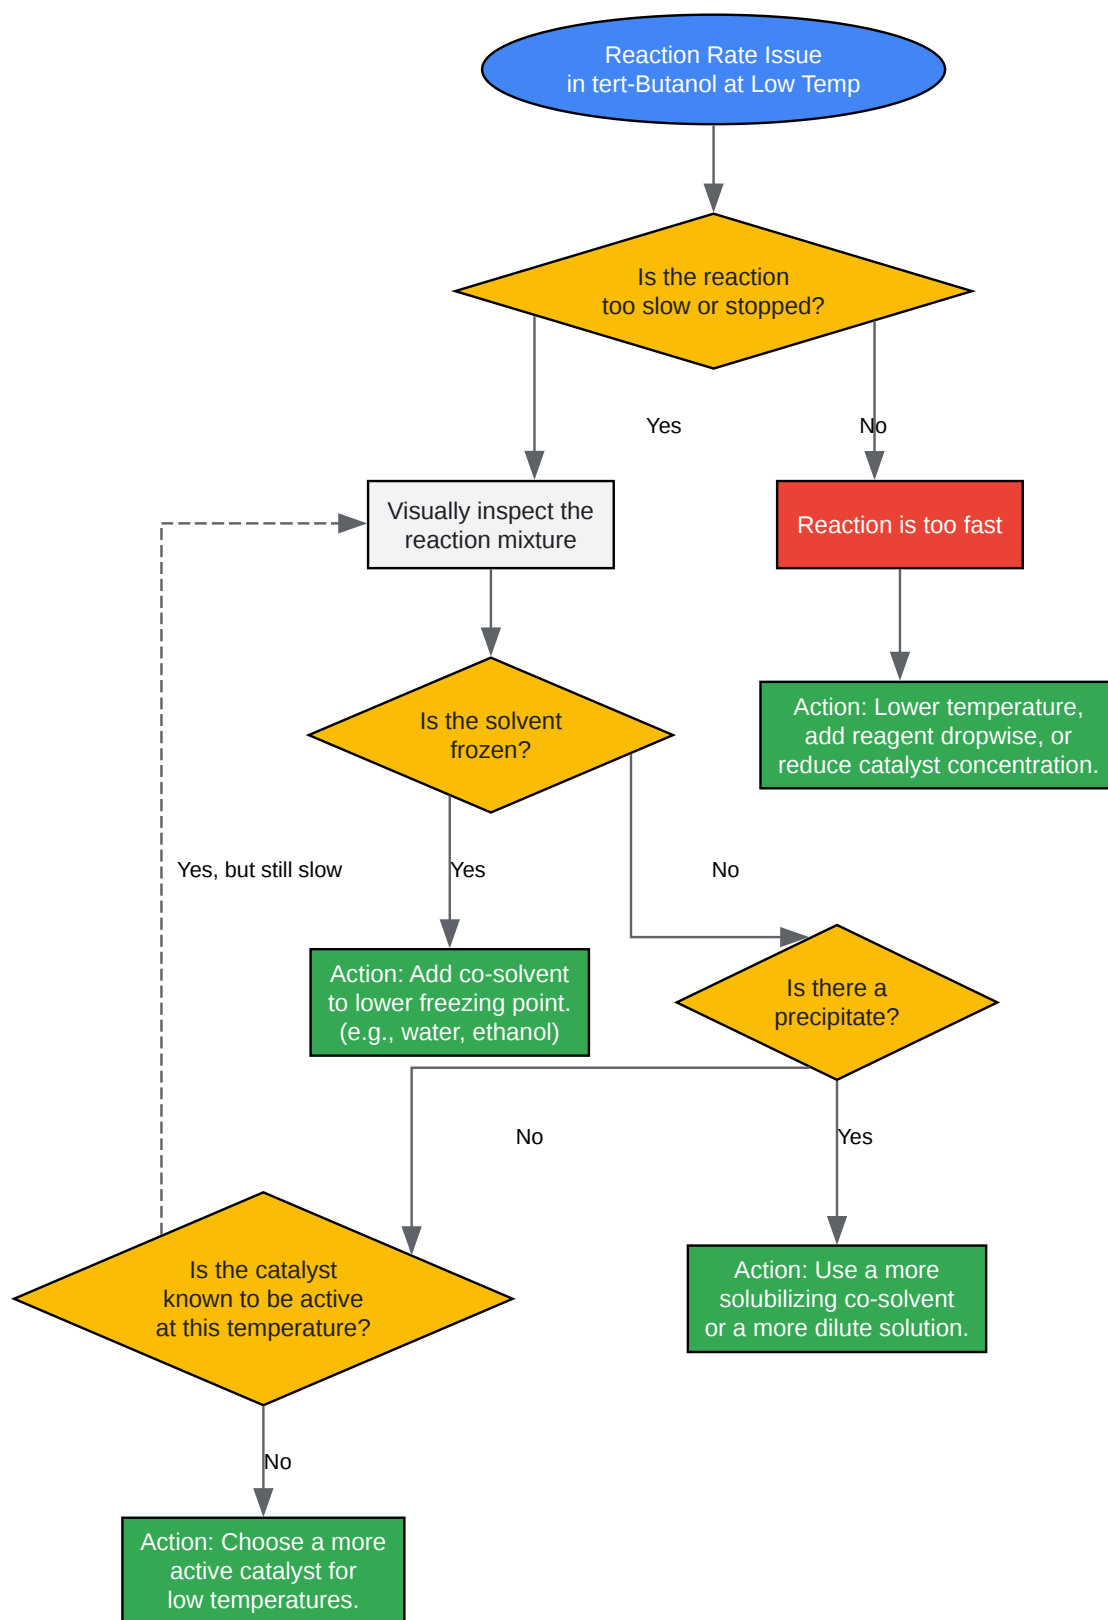 Reaction Rate Issue
in tert-Butanol at Low Temp
Is the reaction
too slow or stopped?
Yes
No
Visually inspect the
reaction mixture
Reaction is too fast
Is the solvent
frozen?
Action: Lower temperature,
add reagent dropwise, or
reduce catalyst concentration.
Yes, but still slow
Yes
No
Action: Add co-solvent
to lower freezing point.
(e.g., water, ethanol)
Is there a
precipitate?
No
Yes
Is the catalyst
known to be active
at this temperature?
Action: Use a more
solubilizing co-solvent
or a more dilute solution.
No
Action: Choose a more
active catalyst for
low temperatures.